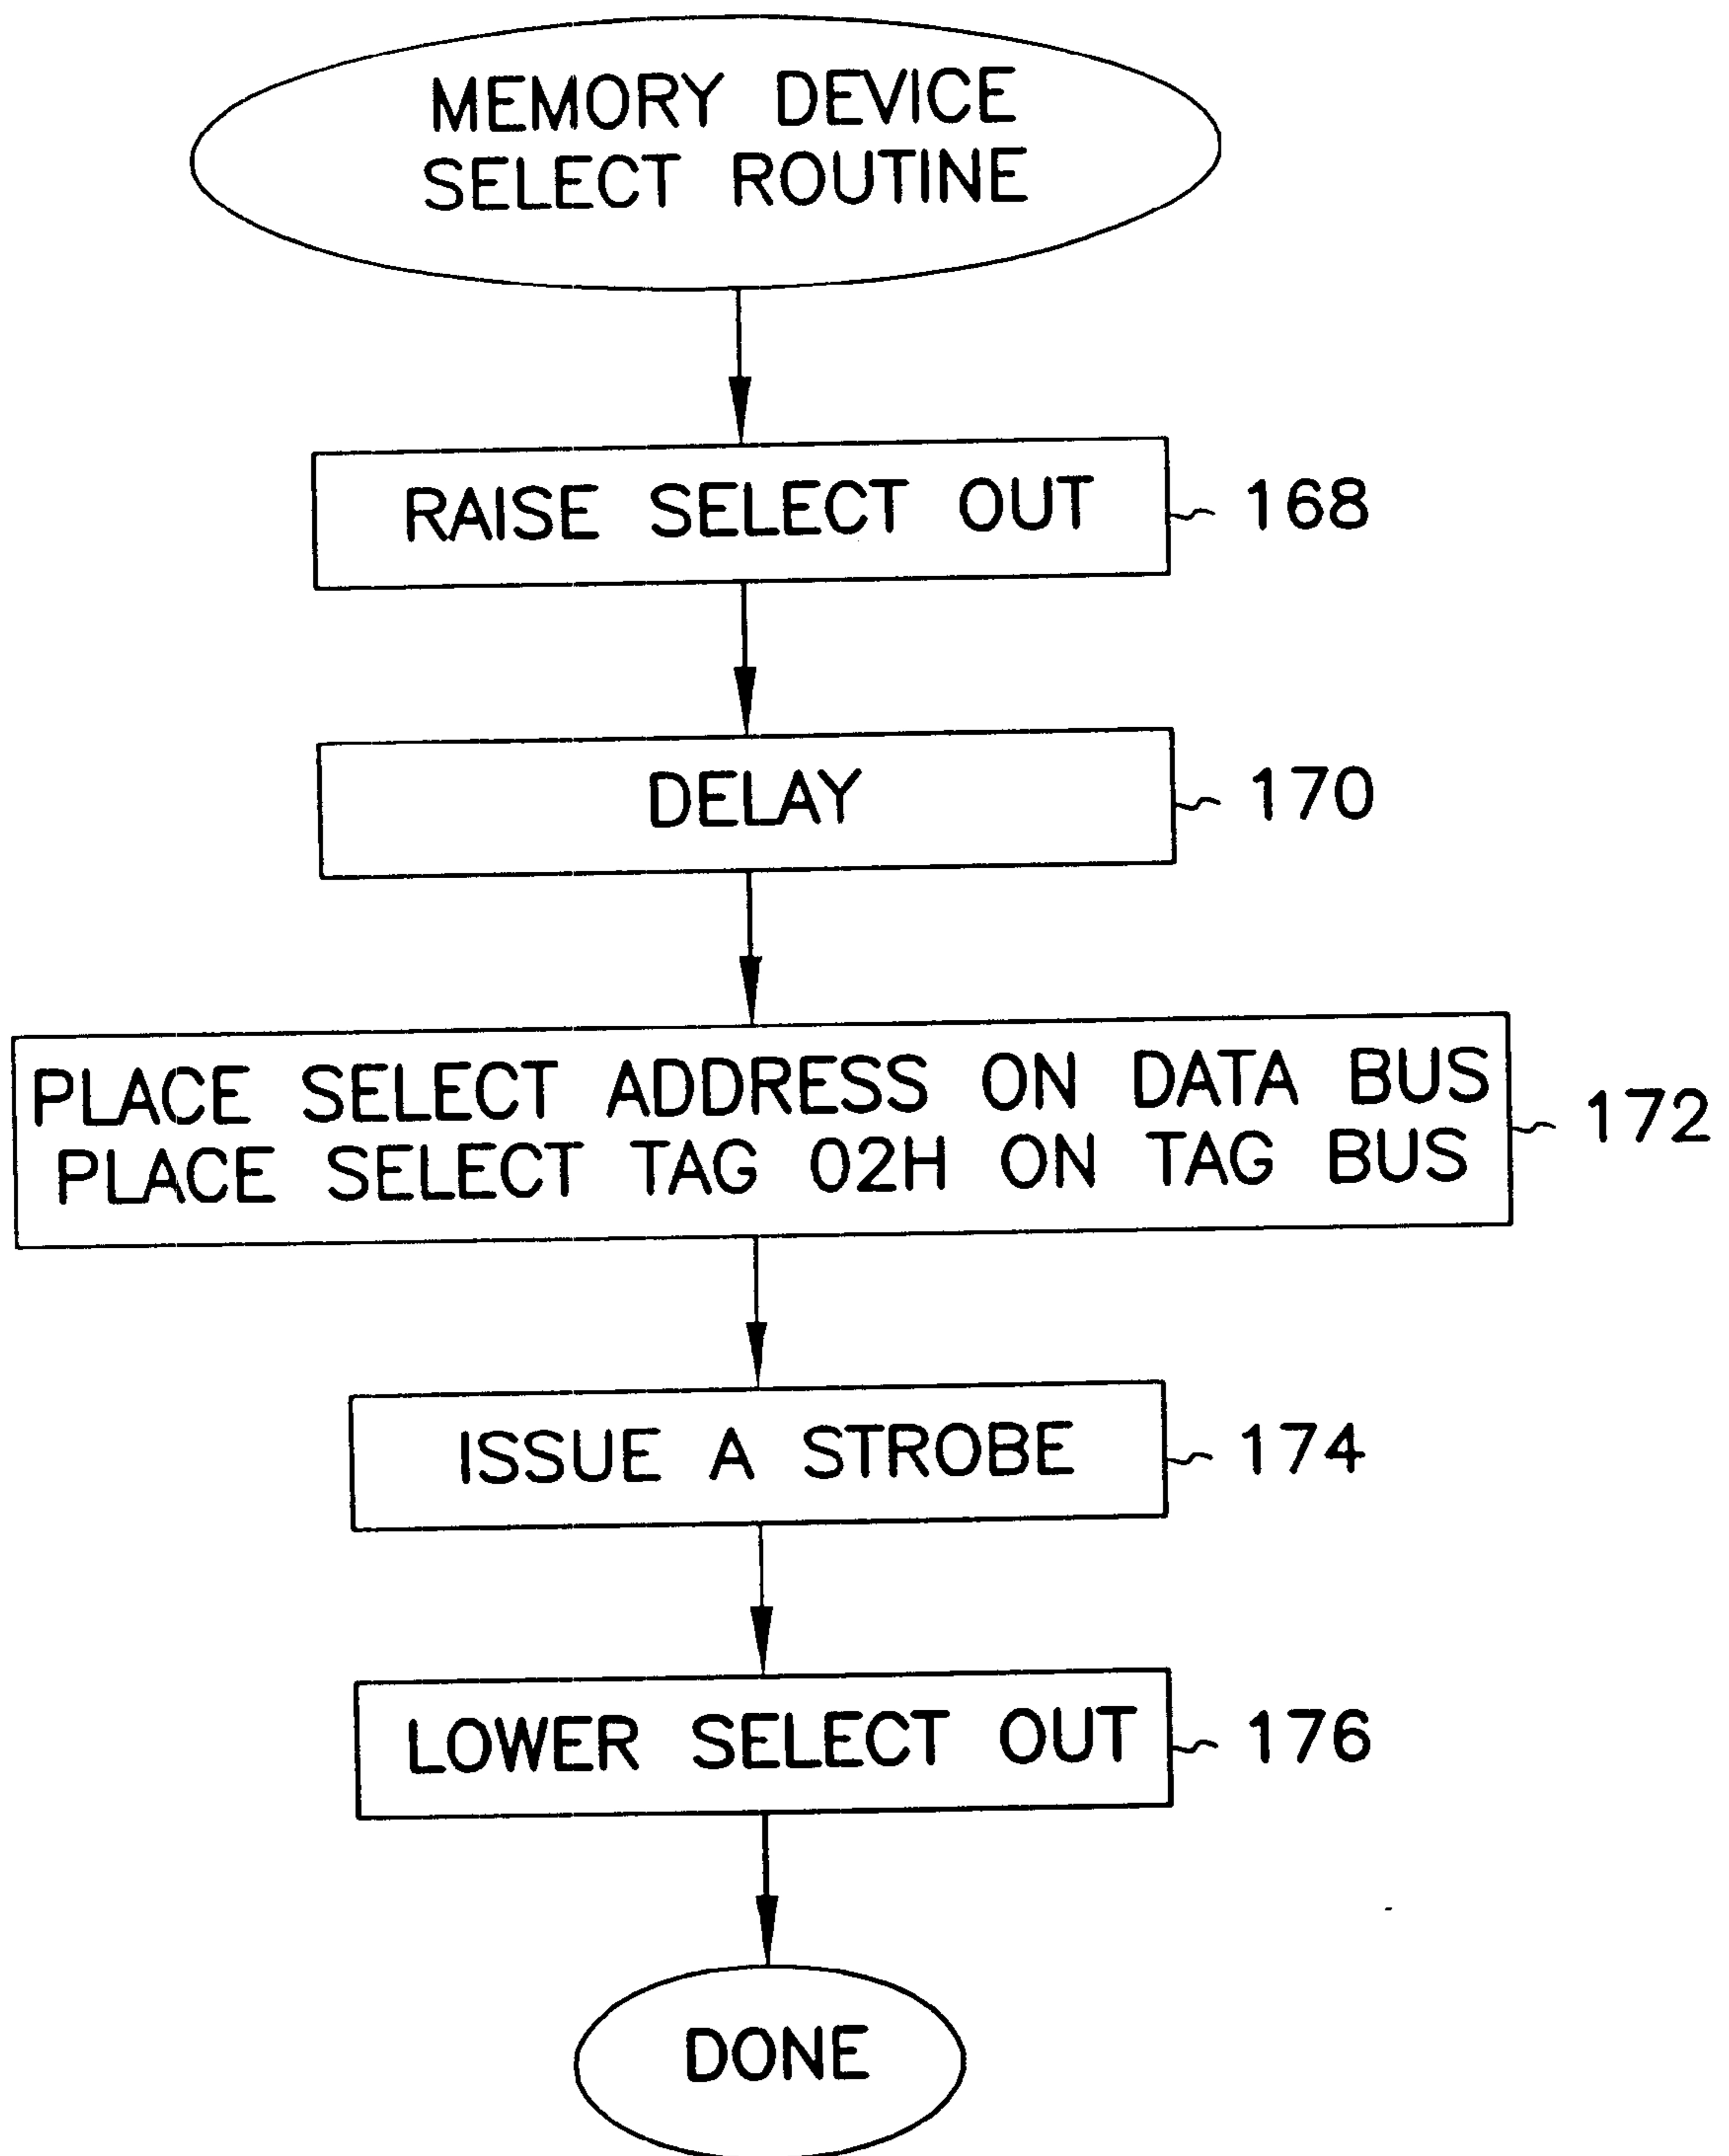 MEMORY DEVICE
SELECT ROUTINE
RAISE SELECT OUT
168
DELAY
170
PLACE SELECT ADDRESS ON DATA BUS
PLACE SELECT TAG 02H ON TAG BUS
172
ISSUE A STROBE
174
LOWER SELECT OUT
176
DONE